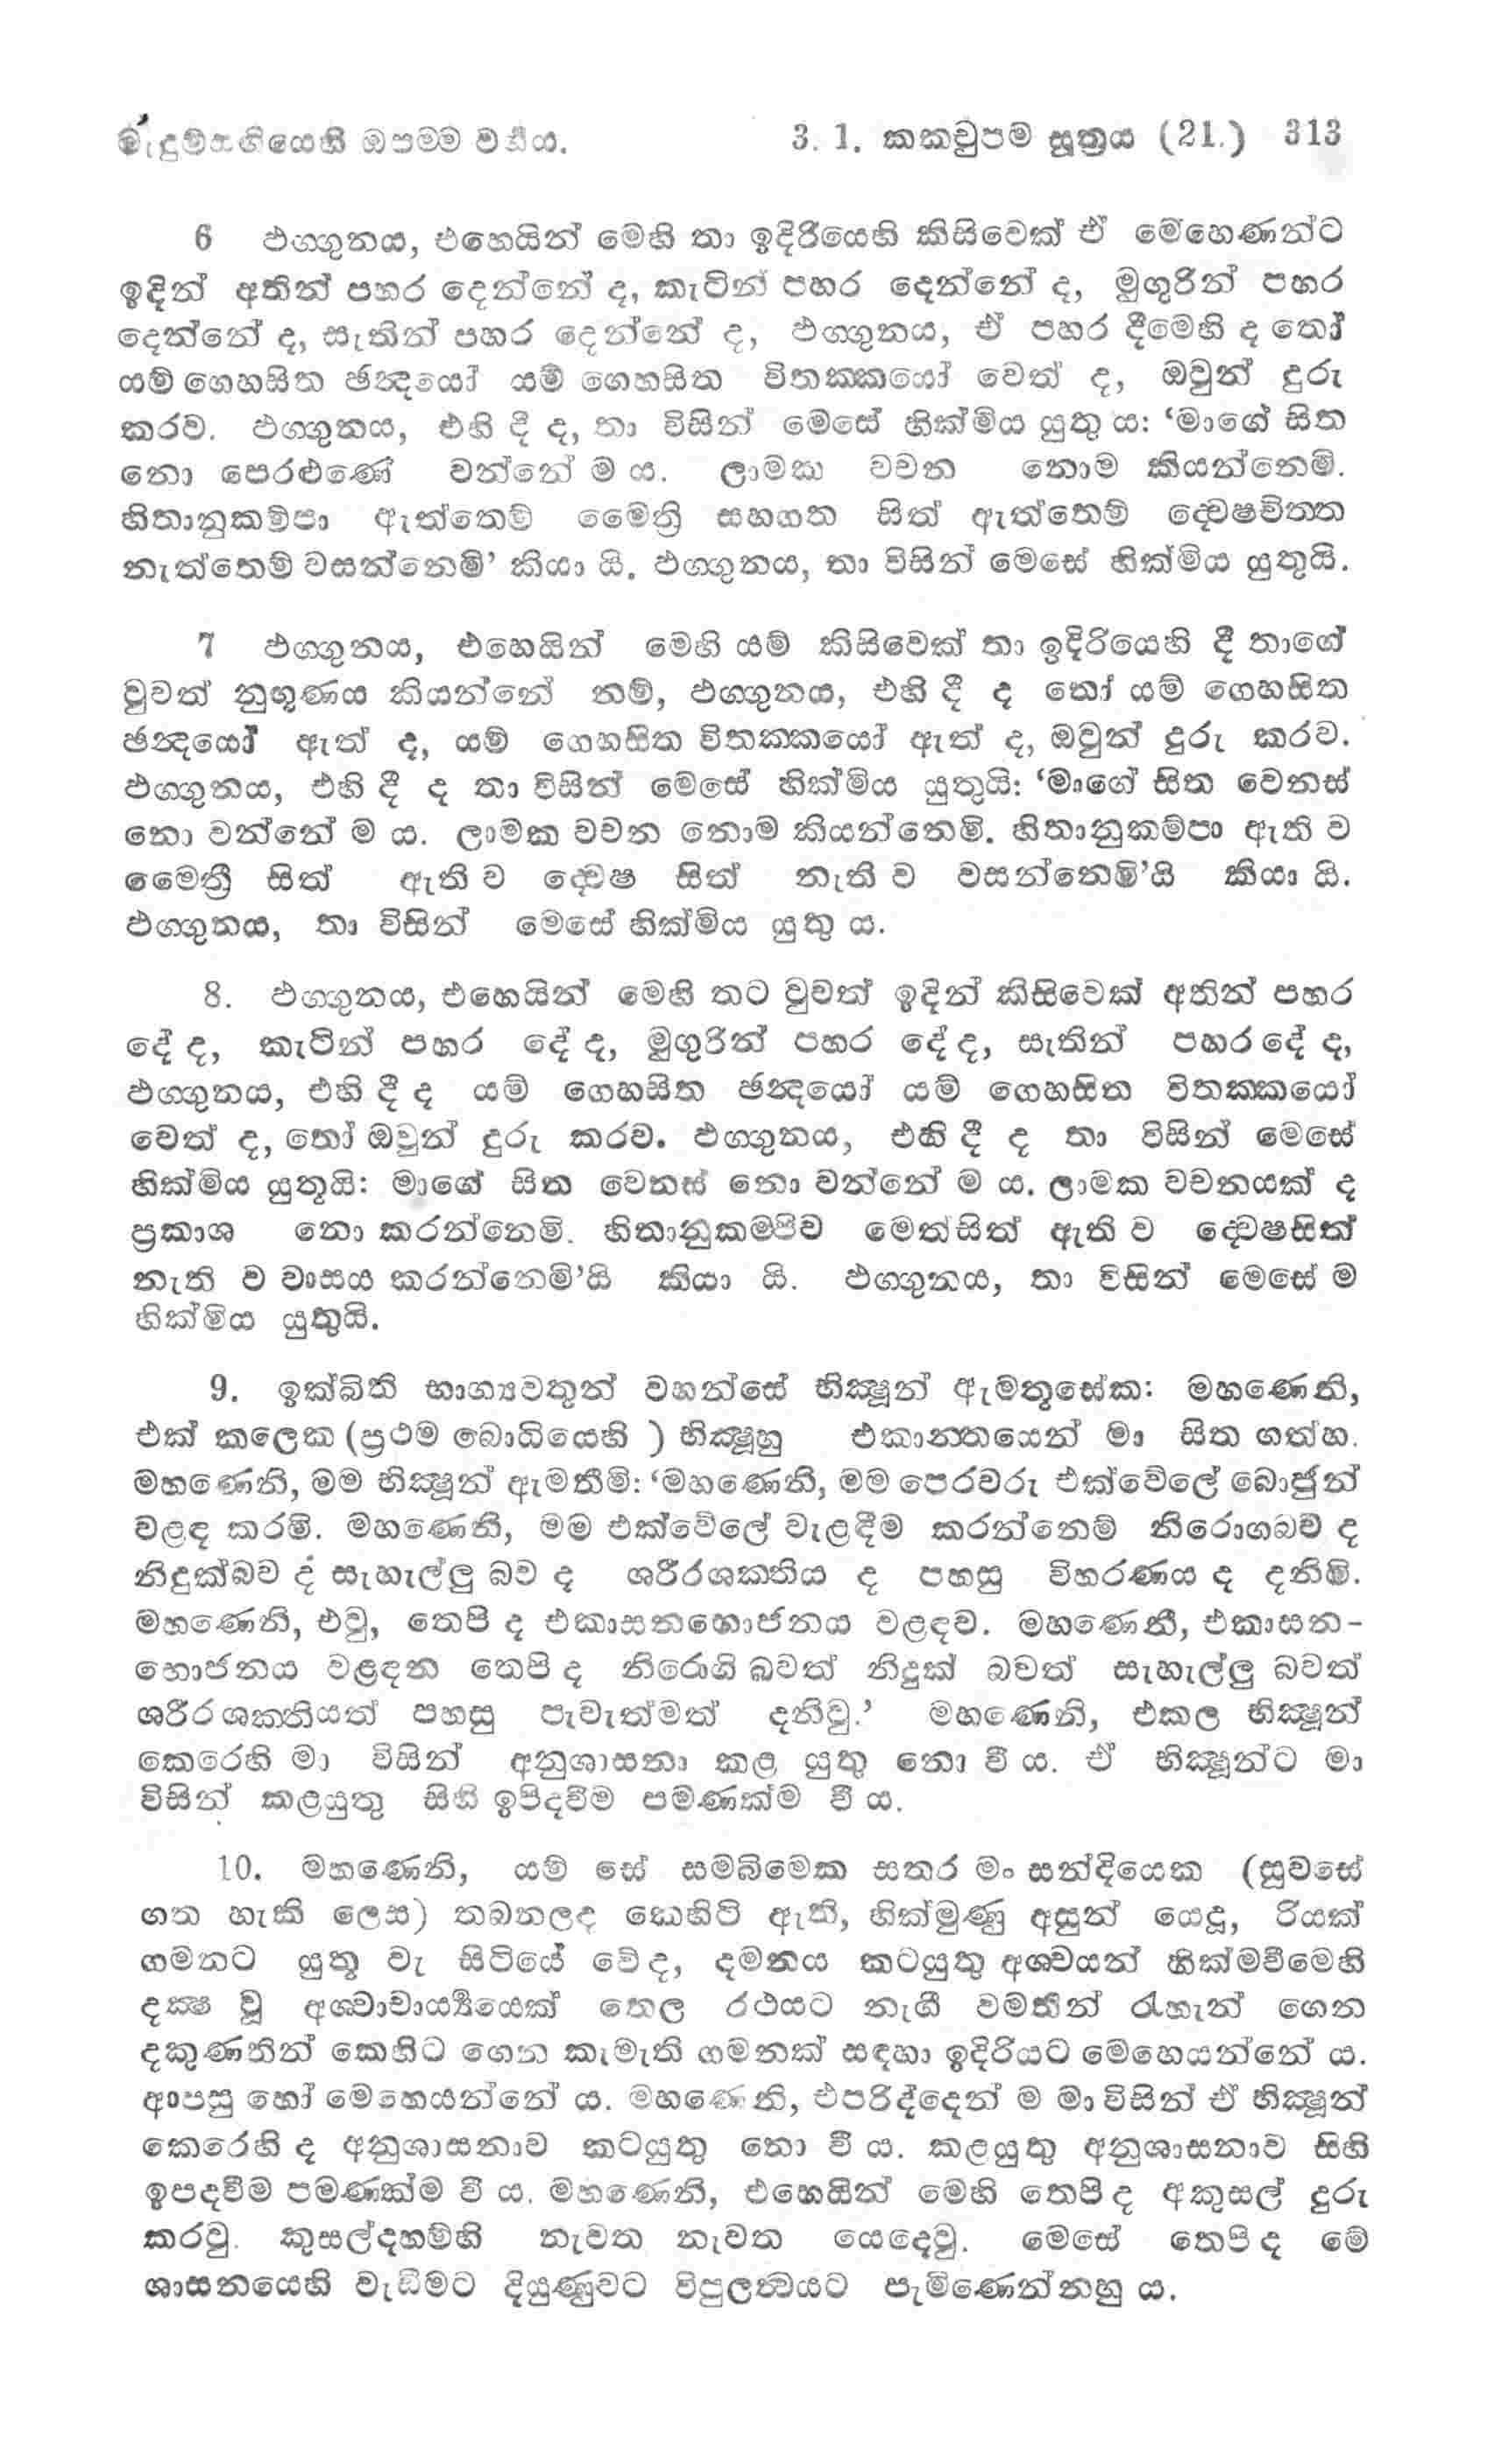 මැදුම්සඟියෙහි ඔපමම වර්‍ගය. 3. 1. කකචූපම සූත්‍රය (21.) 313
6 ඵග්ගුනය, එහෙයින් මෙහි තා ඉදිරියෙහි කිසිවෙක් ඒ මෙහෙණන්ට
ඉදින් අතින් පහර දෙන්නේ ද, කැටින් පහර දෙන්නේ ද, මුගුරින් පහර
දෙන්නේ ද, සැතින් පහර දෙන්නේ ද, ඵග්ගුනය, ඒ පහර දීමෙහි ද තෝ
යම් ගෙහසිත ඡන්‍දයෝ යම් ගෙහසිත විතක්කයෝ වෙත් ද, ඔවුන් දුරු
කරව. ඵග්ගුනය, එහි දී ද, තා විසින් මෙසේ හික්මිය යුතු ය: ‘මාගේ සිත
නො පෙරළුණේ වන්නේ ම ය. ලාමක වචන නොම කියන්නෙමි.
හිතානුකම්පා ඇත්තෙම් මෛත්‍රි සහගත සිත් ඇත්තෙම් ද්වේෂචිත්ත
නැත්තෙම් වසන්නෙමි’ කියා යි. ඵග්ගුනය, තා විසින් මෙසේ හික්මිය යුතුයි.
7 ඵග්ගුනය, එහෙයින් මෙහි යම් කිසිවෙක් තා ඉදිරියෙහි දී තාගේ
වුවත් නුඟුණය කියන්නේ නම්, ඵග්ගුනය, එහි දී ද තෝ යම් ගෙහසිත
ඡන්‍දයෝ ඇත් ද, යම් ගෙහසිත විතක්කයෝ ඇත් ද, ඔවුන් දුරු කරව.
ඵග්ගුනය, එහි දී ද තා විසින් මෙසේ හික්මිය යුතුයි: ‘මාගේ සිත වෙනස්
නො වන්නේ ම ය. ලාමක වචන නොම කියන්නෙමි. හිතානුකම්පා ඇති ව
මෛත්‍රී සිත් ඇති ව ද්වේෂ සිත් නැති ව වසන්නෙමි’යි කියා යි.
ඵග්ගුනය, තා විසින් මෙසේ හික්මිය යුතු ය.
8. ඵග්ගුනය, එහෙයින් මෙහි තට වුවත් ඉදින් කිසිවෙක් අතින් පහර
දේ ද, කැටින් පහර දේ ද, මුගුරින් පහර දේ ද, සැතින් පහර දේ ද,
ඵග්ගුනය, එහි දී ද යම් ගෙහසිත ඡන්‍දයෝ යම් ගෙහසිත විතක්කයෝ
වෙත් ද, තෝ ඔවුන් දුරු කරව. ඵග්ගුනය, එහි දී ද තා විසින් මෙසේ
හික්මිය යුතුයි: මාගේ සිත වෙනස් නො වන්නේ ම ය. ලාමක වචනයක් ද
ප්‍රකාශ නො කරන්නෙමි. හිතානුකම්පිව මෙත්සිත් ඇති ව ද්වේෂසිත්
නැති ව වාසය කරන්නෙමි’යි කියා යි. ඵග්ගුනය, තා විසින් මෙසේ ම
හික්මිය යුතුයි.
9. ඉක්බිති භාග්‍යවතුන් වහන්සේ භික්‍ෂූන් ඇමතූසේක: මහණෙනි,
එක් කලෙක (ප්‍රථම බොධියෙහි ) භික්‍ෂූහු එකාන්තයෙන් මා සිත ගත්හ.
මහණෙනි, මම භික්‍ෂූන් ඇමතීමි: ‘මහණෙනි, මම පෙරවරු එක්වේලේ බොජුන්
වළඳ කරමි. මහණෙනි, මම එක්වේලේ වැළඳීම කරන්නෙම් නිරොගබව ද
නිදුක්බව ද සැහැල්ලු බව ද ශරීරශක්තිය ද පහසු විහරණය ද දනිමි.
මහණෙනි, එවු, තෙපි ද එකාසනභොජනය වළඳව. මහණෙනි, එකාසන-
භොජනය වළඳන තෙපි ද නිරොගි බවත් නිදුක් බවත් සැහැල්ලු බවත්
ශරීරශක්තියත් පහසු පැවැත්මත් දනිවු.’ මහණෙනි, එකල භික්‍ෂූන්
කෙරෙහි මා විසින් අනුශාසනා කළ යුතු නො වී ය. ඒ භික්‍ෂූන්ට මා
විසින් කළයුතු සිහි ඉපිදවීම පමණක්ම වී ය.
10. මහණෙනි, යම් සේ සමබිමෙක සතර මං සන්දියෙක (සුවසේ
ගත හැකි ලෙස) තබනලද කෙහිටි ඇති, හික්මුණු අසුන් යෙදූ, රියක්
ගමනට යුතු වැ සිටියේ වේ ද, දමනය කටයුතු අශ්වයන් හික්මවීමෙහි
දක්‍ෂ වූ අශ්වාචාර්‍ය්‍යයෙක් තෙල රථයට නැගී වමතින් රැහැන් ගෙන
දකුණතින් කෙහිට ගෙන කැමැති ගමනක් සඳහා ඉදිරියට මෙහෙයන්නේ ය.
ආපසු හෝ මෙහෙයන්නේ ය. මහණෙනි, එපරිද්දෙන් ම මා විසින් ඒ භික්‍ෂූන්
කෙරෙහි ද අනුශාසනාව කටයුතු නො වී ය. කළයුතු අනුශාසනාව සිහි
ඉපදවීම පමණක්ම වී ය. මහණෙනි, එහෙයින් මෙහි තෙපි ද අකුසල් දුරු
කරවු. කුසල්දහම්හි නැවත නැවත යෙදෙවු. මෙසේ තෙපි ද මේ
ශාසනයෙහි වැඩිමට දියුණුවට විපුලත්‍වයට පැමිණෙන්නහු ය.